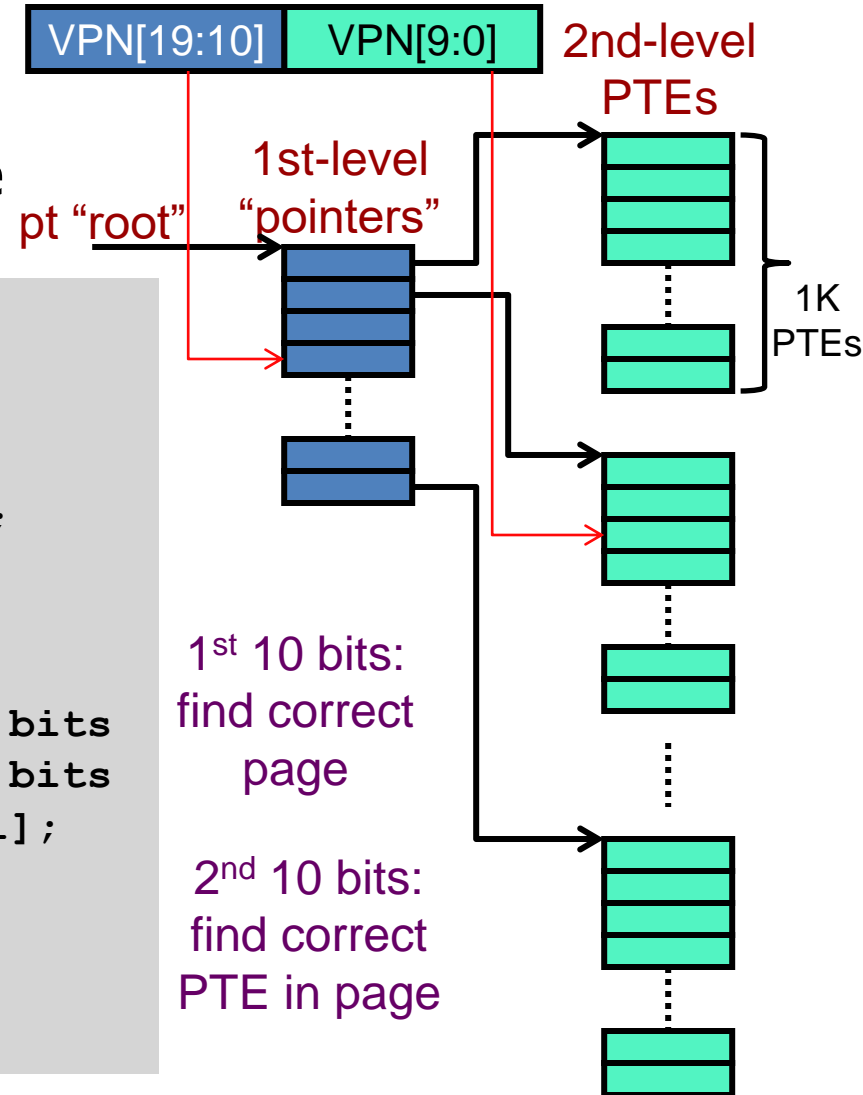 VPN[19:10] VPN[9:0]
2nd-level
PTEs
1st-level
“pointers”
pt “root”
1K
PTEs
;
bits
bits
];
1st 10 bits:
find correct
page
2nd 10 bits:
find correct
PTE in page